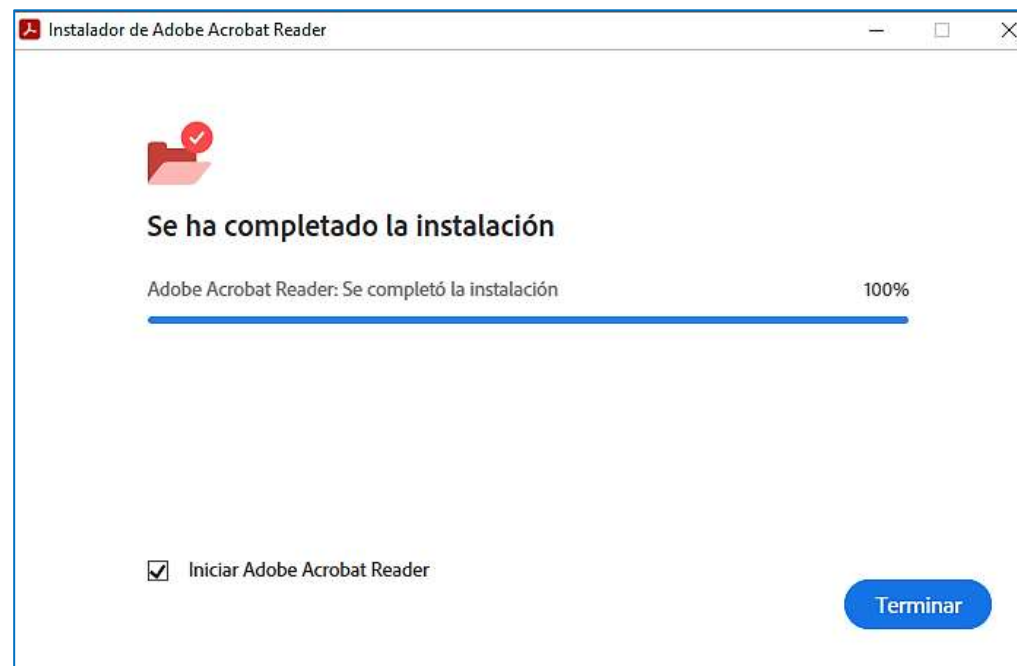 Instalador de Adobe Acrobat Reader
Se ha completado la instalación
Adobe Acrobat Reader: Se completó la instalación 100%
Iniciar Adobe Acrobat Reader
Terminar